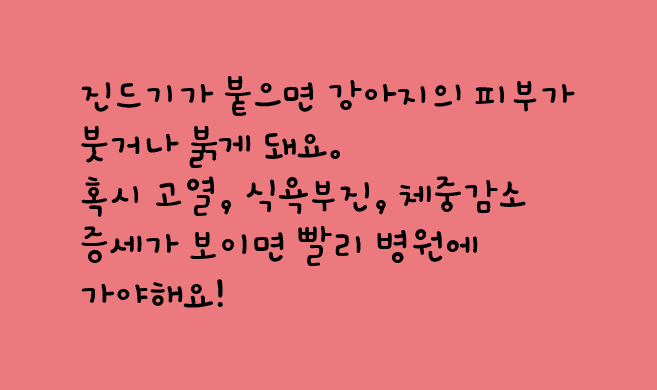 진드기가 붙으면 강아지의 피부가
붓거나 붉게 돼요.
혹시 고열, 식욕부진, 체중감소
증세가 보이면 빨리 병원에
가야해요!